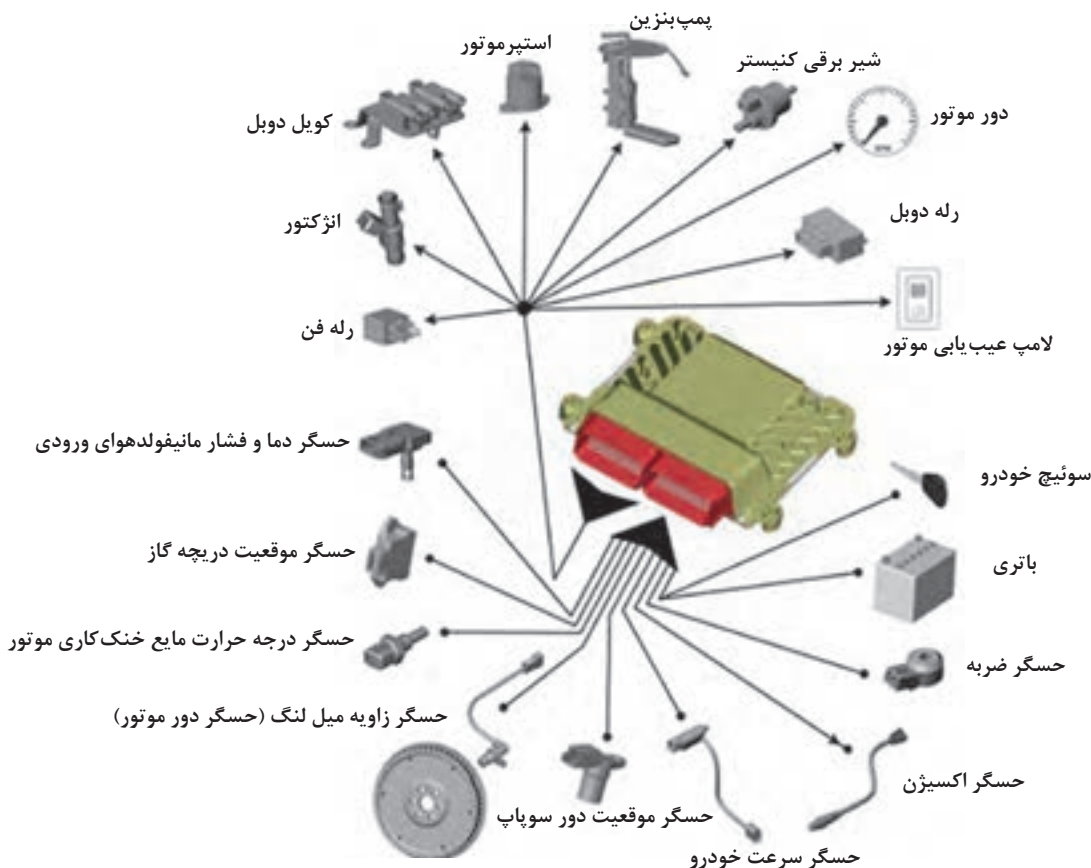 پمپ‌بنزین
استپرموتور
شیر برقی کنیستر
دور موتور
کویل دوبل
رله دوبل
انژکتور
رله فن
لامپ عیب‌یابی موتور
حسگر دما و فشار مانیفولدهوای ورودی
سوئیچ خودرو
حسگر موقعیت دریچه گاز
باتری
حسگر درجه حرارت مایع خنک‌کاری موتور
حسگر ضربه
حسگر زاویه میل لنگ (حسگر دور موتور)
حسگر اکسیژن
حسگر موقعیت دور سوپاپ
حسگر سرعت خودرو